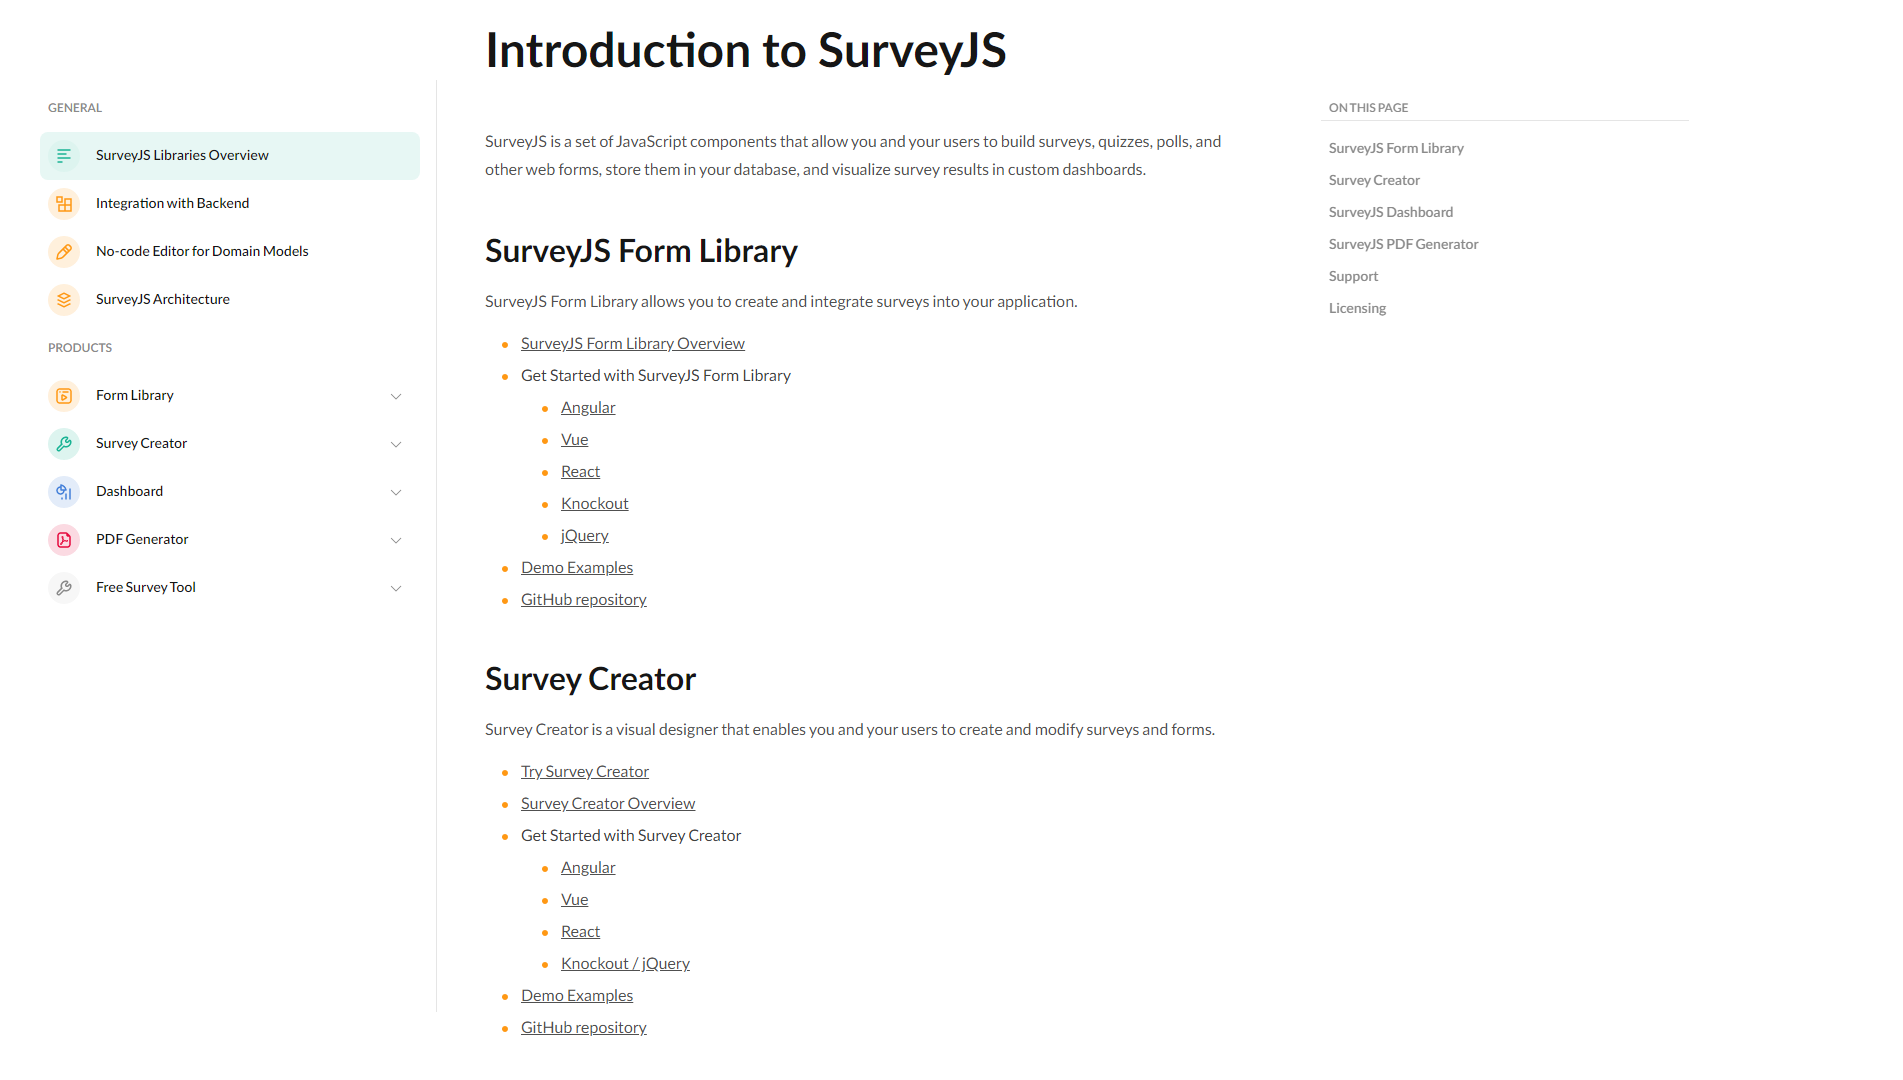 Introduction to SurveyJS
GENERAL
SurveyJS Libraries Overview
Integration with Backend
No-code Editor for Domain Models
SurveyJS Architecture
PRODUCTS
Form Library
Survey Creator
Dashboard
PDF Generator
Free Survey Tool
SurveyJS is a set of JavaScript components that allow you and your users to build surveys, quizzes, polls, and
other web forms, store them in your database, and visualize survey results in custom dashboards.
SurveyJS Form Library
SurveyJS Form Library allows you to create and integrate surveys into your application.
SurveyJS Form Library Overview
Get Started with SurveyJS Form Library
Angular
Vue
React
Knockout
jQuery
Demo Examples
GitHub repository
Survey Creator
Survey Creator is a visual designer that enables you and your users to create and modify surveys and forms.
Try Survey Creator
Survey Creator Overview
Get Started with Survey Creator
Angular
Vue
React
Knockout / jQuery
Demo Examples
GitHub repository
ON THIS PAGE
SurveyJS Form Library
Survey Creator
SurveyJS Dashboard
SurveyJS PDF Generator
Support
Licensing